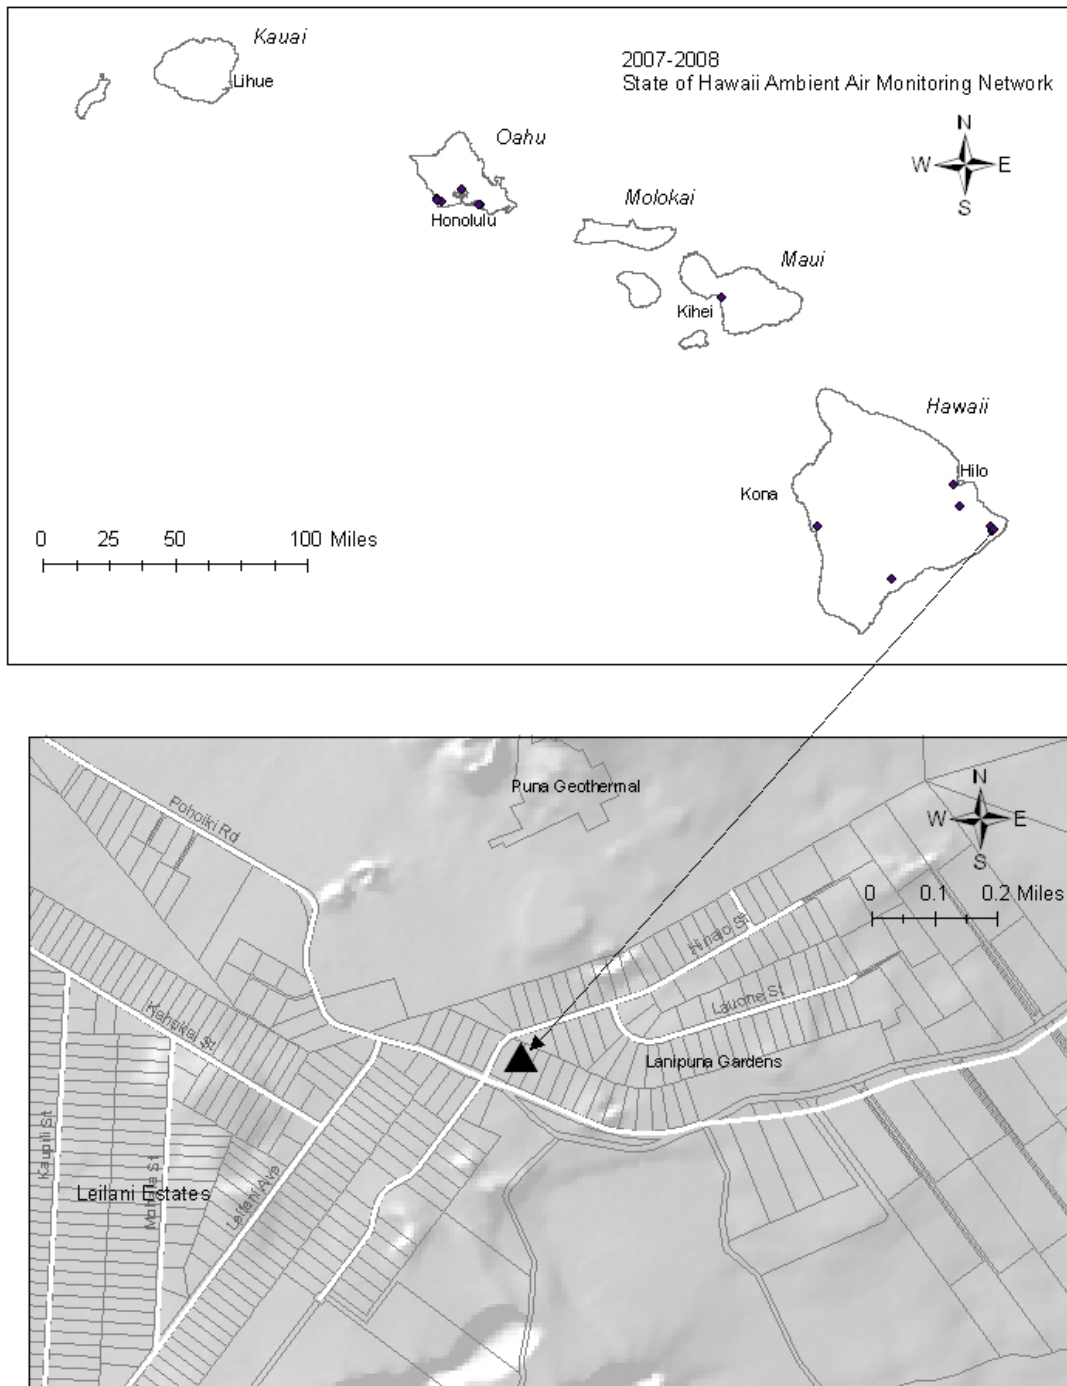 Kauai
Lihue
2007-2008
State of Hawaii Ambient Air Monitoring Network
N
W E
S
Oahu
Honolulu
Molokai
Maui
Kihei
Hawaii
Hilo
Kona
0 25 50 100 Miles
Puna Geothermal
N
W E
S
0 0.1 0.2 Miles
Pohoiki Rd
Hinalo St
Lauone St
Kahukai St
Lanipuna Gardens
Kaupili St
Leilani Estates
St
Leilani Ave